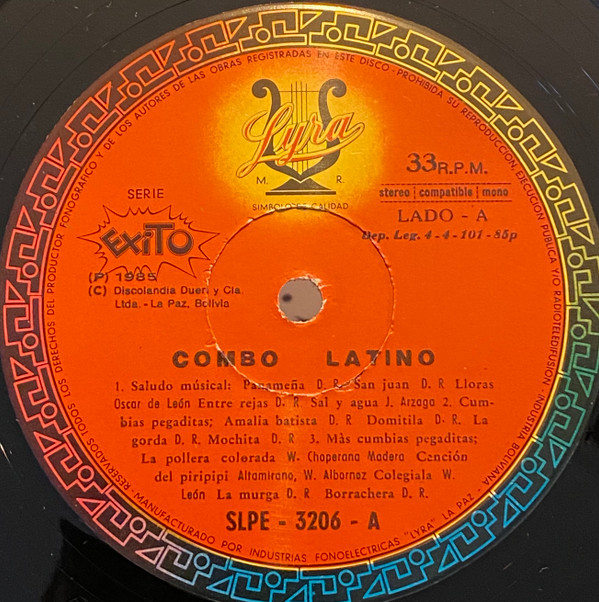 RESERVADOS TODOS LOS DERECHOS DEL PRODUCTOR FONOGRAFICO Y DE LOS AUTORES DE LAS OBRAS REGISTRADAS EN ESTE DISCO - PROHIBIDA SU REPRODUCCION, EJECUCION PUBLICA Y/O RADIOTELEDIFUSION - INDUSTRIA BOLIVIANA
Lyra
M. R.
SIMBOLO DE CALIDAD
33 R.P.M.
stereo compatible mono
LADO - A
Dep. Leg. 4-4-101-85p
SERIE
EXITO
(P) 1985
(C) Discolandia Dueri y Cia.
Ltda. - La Paz, Bolivia
COMBO LATINO
1. Saludo músical: Panameña D. R. San juan D. R Lloras
Oscar de León Entre rejas D. R Sal y agua J. Arzago 2. Cum-
bias pegaditas; Amalia batista D. R Domitila D. R. La
gorda D. R. Mochita D. R 3. Màs cumbias pegaditas;
La pollera colorada W. Choperana Madera Canción
del piripipi Altamirano, W. Albornoz Colegiala W.
León La murga D. R Borrachera D. R.
SLPE - 3206 - A
MANUFACTURADO POR INDUSTRIAS FONOELECTRICAS "LYRA" LA PAZ -